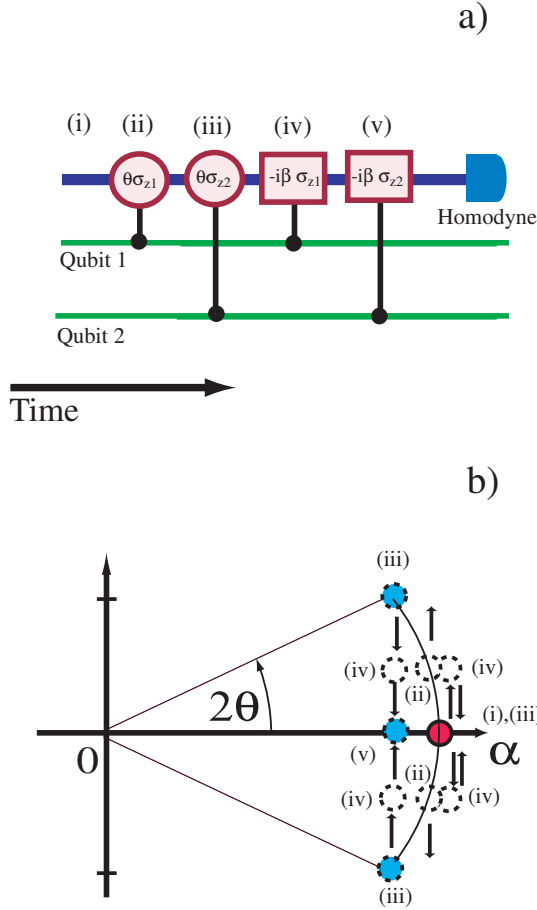 a)
(i) (ii) (iii) (iv) (v)
θσz1 θσz2 -iβ σz1 -iβ σz2
Homodyne
Qubit 1
Qubit 2
Time
b)
(iii)
(iv) (ii) (iv)
2θ (i),(iii)
0 (v) α
(ii)
(iv) (iv)
(iii)